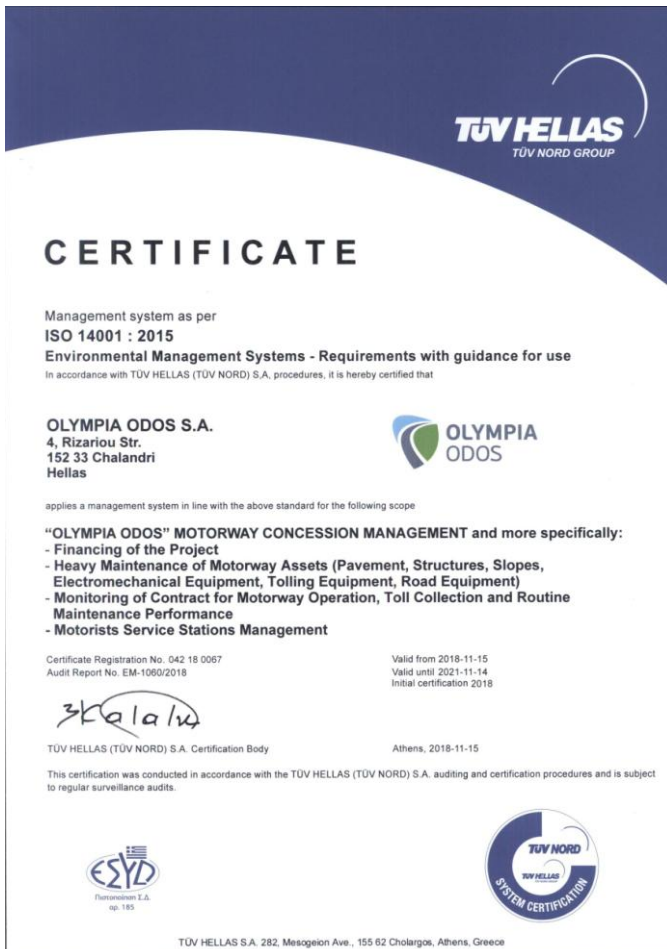 TÜV HELLAS
TÜV NORD GROUP
CERTIFICATE
Management system as per
ISO 14001 : 2015
Environmental Management Systems - Requirements with guidance for use
In accordance with TÜV HELLAS (TÜV NORD) S.A, procedures, it is hereby certified that
OLYMPIA ODOS S.A.
4, Rizariou Str.
152 33 Chalandri
Hellas
OLYMPIA
ODOS
applies a management system in line with the above standard for the following scope
“OLYMPIA ODOS” MOTORWAY CONCESSION MANAGEMENT and more specifically:
- Financing of the Project
- Heavy Maintenance of Motorway Assets (Pavement, Structures, Slopes,
Electromechanical Equipment, Tolling Equipment, Road Equipment)
- Monitoring of Contract for Motorway Operation, Toll Collection and Routine
Maintenance Performance
- Motorists Service Stations Management
Certificate Registration No. 042 18 0067
Audit Report No. EM-1060/2018
Valid from 2018-11-15
Valid until 2021-11-14
Initial certification 2018
TÜV HELLAS (TÜV NORD) S.A. Certification Body
Athens, 2018-11-15
This certification was conducted in accordance with the TÜV HELLAS (TÜV NORD) S.A. auditing and certification procedures and is subject
to regular surveillance audits.
ΕΣΥΔ
Πιστοποίηση Σ.Δ.
αρ. 185
TÜV NORD
TÜV HELLAS
SYSTEM CERTIFICATION
TÜV HELLAS S.A. 282, Mesogeion Ave., 155 62 Cholargos, Athens, Greece